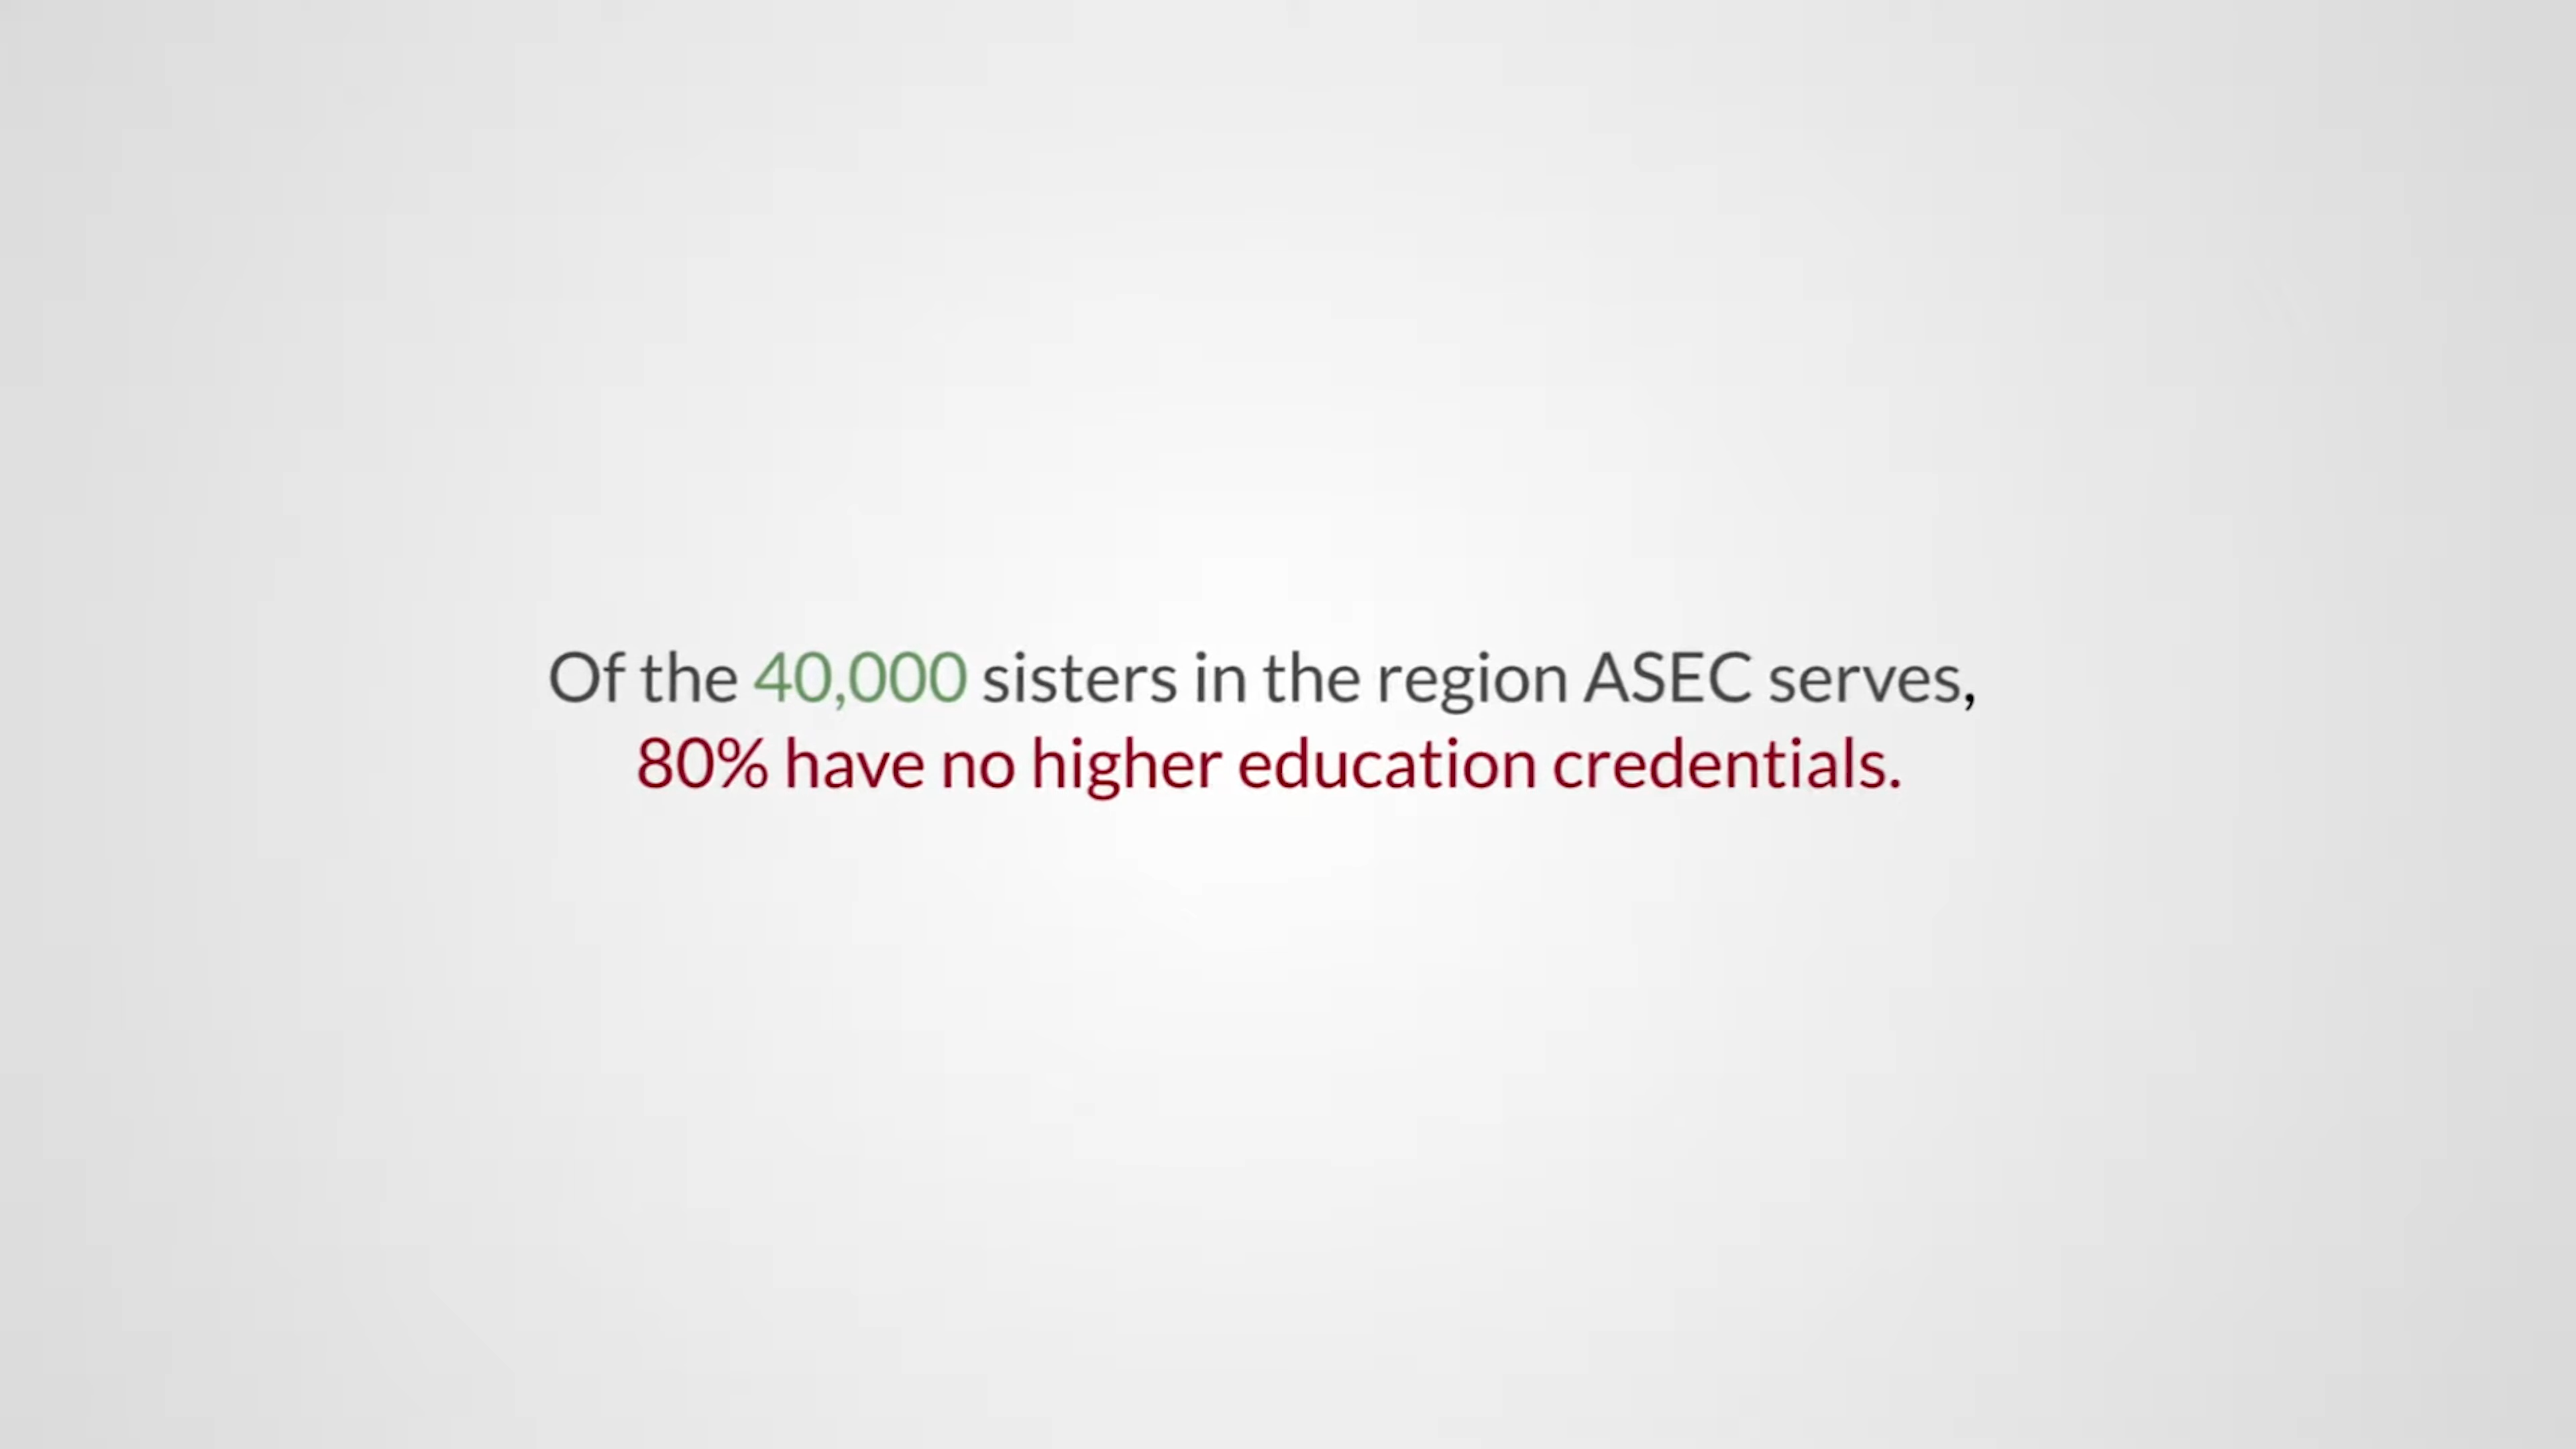 Of the 40,000 sisters in the region ASEC serves,
80% have no higher education credentials.